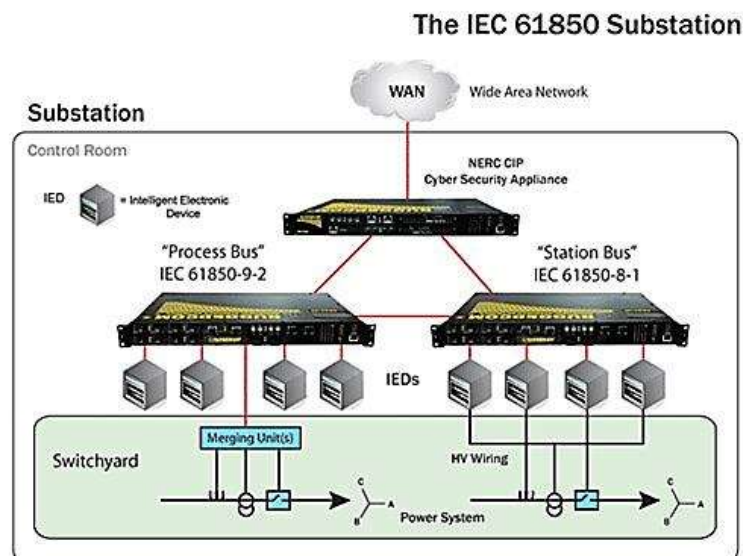 The IEC 61850 Substation
WAN
Wide Area Network
Substation
Control Room
NERC CIP
Cyber Security Appliance
IED
= Intelligent Electronic
Device
"Process Bus"
IEC 61850-9-2
"Station Bus"
IEC 61850-8-1
IEDs
Merging Unit(s)
Switchyard
HV Wiring
C
A
B
Power System
C
A
B